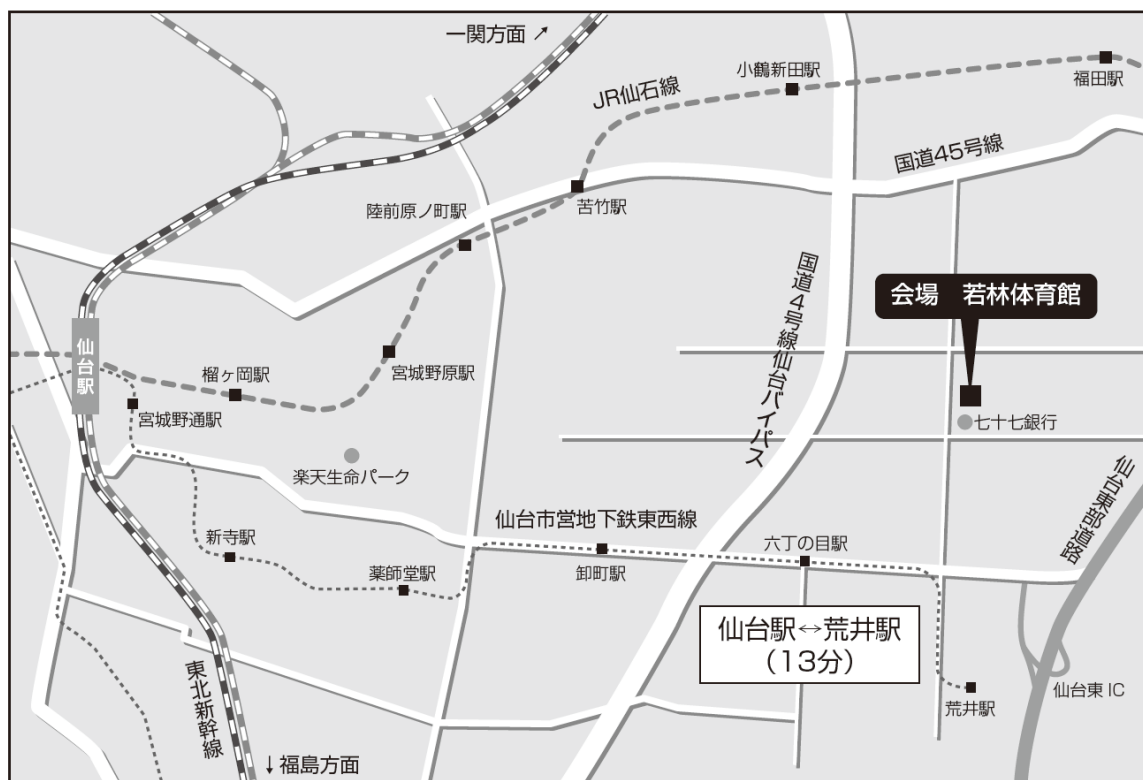 一関方面 ↗
小鶴新田駅
福田駅
JR仙石線
国道45号線
陸前原ノ町駅
苦竹駅
国道4号線仙台バイパス
会場 若林体育館
仙台駅
榴ヶ岡駅
宮城野原駅
宮城野通駅
七十七銀行
楽天生命パーク
仙台東部道路
仙台市営地下鉄東西線
新寺駅
六丁の目駅
薬師堂駅
卸町駅
仙台駅↔荒井駅
（13分）
東北新幹線
荒井駅
仙台東 IC
↓福島方面